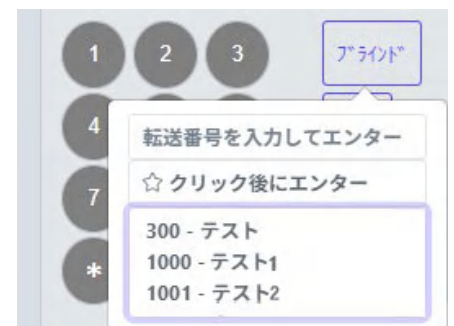 1 2 3 ﾌﾞﾗｲﾝﾄﾞ
4
転送番号を入力してエンター
☆ クリック後にエンター
7
300 - テスト
1000 - テスト1
* 1001 - テスト2